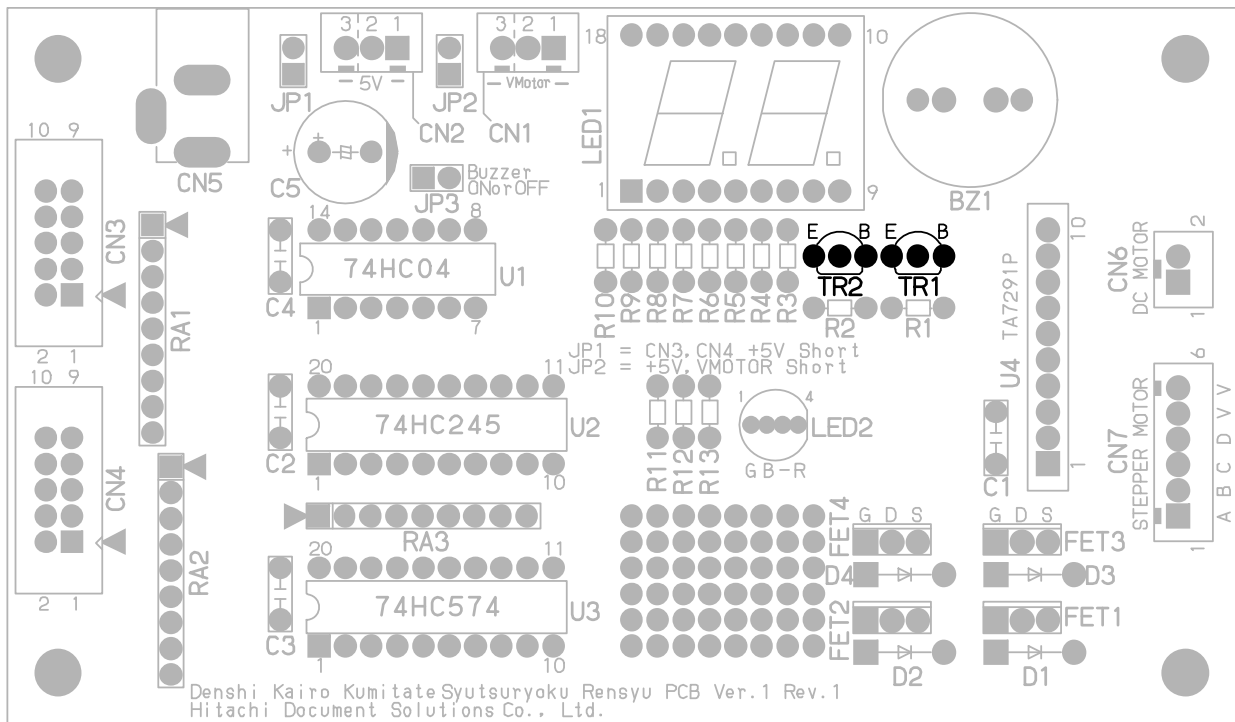 3 2 1
3 2 1
18
10
JP1
5V
JP2
VMotor
CN2
CN1
LED1
1
9
BZ1
10 9
CN5
C5
+
+
JP3
Buzzer
ONorOFF
CN3
2 1
RA1
14
8
74HC04
U1
C4
1
7
R10
R9
R8
R7
R6
R5
R4
R3
E B
TR2
R2
E B
TR1
R1
10
TA7291P
U4
1
2
CN6
DC MOTOR
1
JP1 = CN3, CN4 +5V Short
JP2 = +5V, VMOTOR Short
10 9
CN4
2 1
RA2
20
11
74HC245
U2
C2
1
10
R11
R12
R13
1
4
LED2
G B-R
C1
6
CN7
STEPPER MOTOR
A B C D V V
1
RA3
20
11
74HC574
U3
C3
1
10
FET4
G D S
D4
G D S
FET3
D3
FET2
D2
FET1
D1
Denshi Kairo Kumitate Syutsuryoku Rensyu PCB Ver.1 Rev.1
Hitachi Document Solutions Co., Ltd.